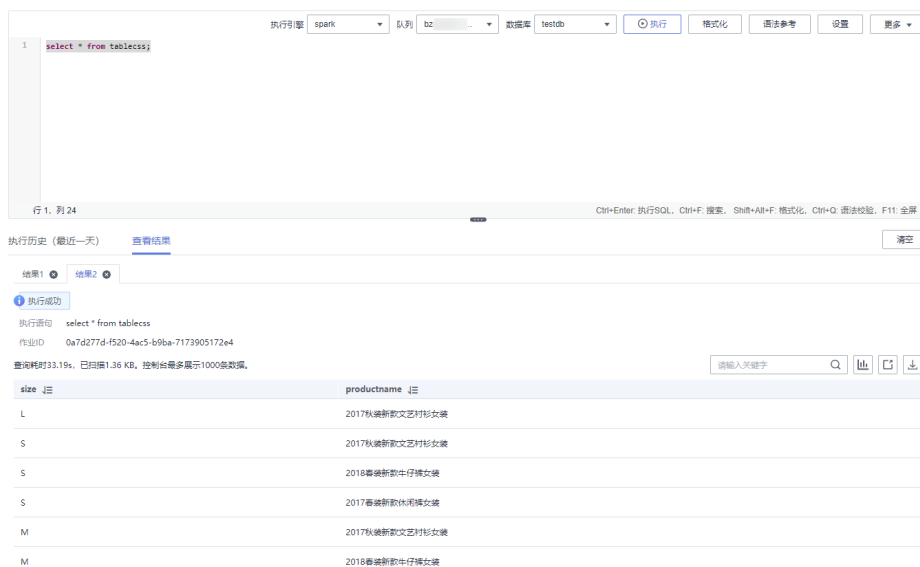 执行引擎 spark 队列 bz .. 数据库 testdb 执行 格式化 语法参考 设置 更多
1 select * from tablecss;
行 1，列 24 Ctrl+Enter: 执行SQL，Ctrl+F: 搜索， Shift+Alt+F: 格式化，Ctrl+Q: 语法校验，F11: 全屏
执行历史（最近一天） 查看结果 清空
结果1 结果2
执行成功
执行语句 select * from tablecss
作业ID 0a7d277d-f520-4ac5-b9ba-7173905172e4
查询耗时33.19s，已扫描1.36 KB。控制台最多展示1000条数据。 请输入关键字
size productname
L 2017秋装新款文艺衬衫女装
S 2017秋装新款文艺衬衫女装
S 2018春装新款牛仔裤女装
S 2017春装新款休闲裤女装
M 2017秋装新款文艺衬衫女装
M 2018春装新款牛仔裤女装